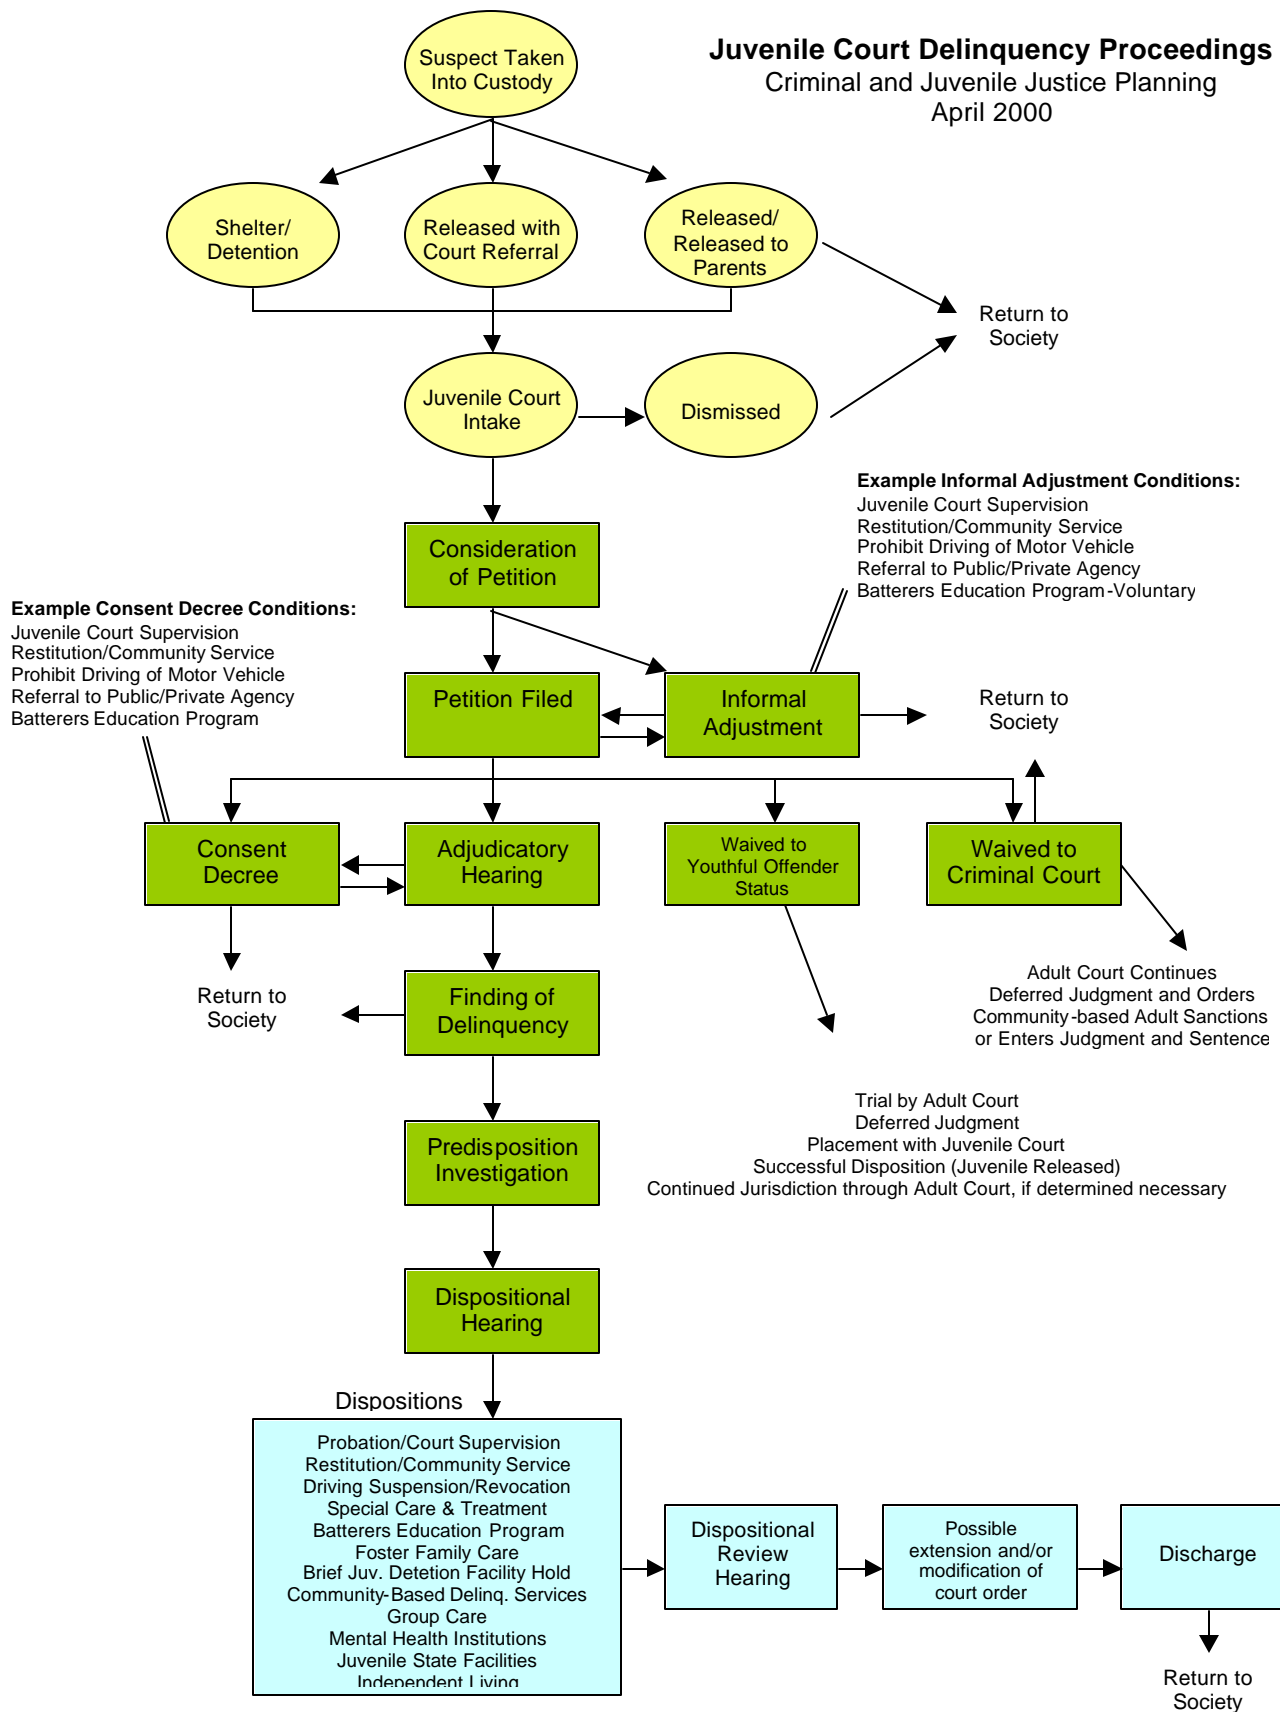 Juvenile Court Delinquency Proceedings
Criminal and Juvenile Justice Planning
April 2000
Suspect Taken
Into Custody
Shelter/
Detention
Released with
Court Referral
Released/
Released to
Parents
Return to
Society
Juvenile Court
Intake
Dismissed
Example Informal Adjustment Conditions:
Juvenile Court Supervision
Restitution/Community Service
Prohibit Driving of Motor Vehicle
Referral to Public/Private Agency
Batterers Education Program-Voluntary
Consideration
of Petition
Example Consent Decree Conditions:
Juvenile Court Supervision
Restitution/Community Service
Prohibit Driving of Motor Vehicle
Referral to Public/Private Agency
Batterers Education Program
Petition Filed
Informal
Adjustment
Return to
Society
Consent
Decree
Adjudicatory
Hearing
Waived to
Youthful Offender
Status
Waived to
Criminal Court
Return to
Society
Finding of
Delinquency
Adult Court Continues
Deferred Judgment and Orders
Community-based Adult Sanctions
or Enters Judgment and Sentence
Trial by Adult Court
Deferred Judgment
Placement with Juvenile Court
Successful Disposition (Juvenile Released)
Continued Jurisdiction through Adult Court, if determined necessary
Predisposition
Investigation
Dispositional
Hearing
Dispositions
Probation/Court Supervision
Restitution/Community Service
Driving Suspension/Revocation
Special Care & Treatment
Batterers Education Program
Foster Family Care
Brief Juv. Detetion Facility Hold
Community-Based Delinq. Services
Group Care
Mental Health Institutions
Juvenile State Facilities
Independent Living
Dispositional
Review
Hearing
Possible
extension and/or
modification of
court order
Discharge
Return to
Society